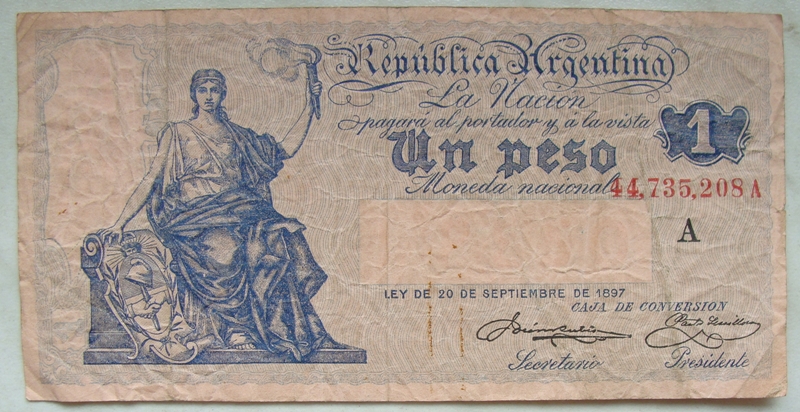 República Argentina
La Nación
pagará al portador y á la vista
1
Un peso
Moneda nacional
44,735,208 A
A
LEY DE 20 DE SEPTIEMBRE DE 1897
CAJA DE CONVERSION
Secretario
Presidente